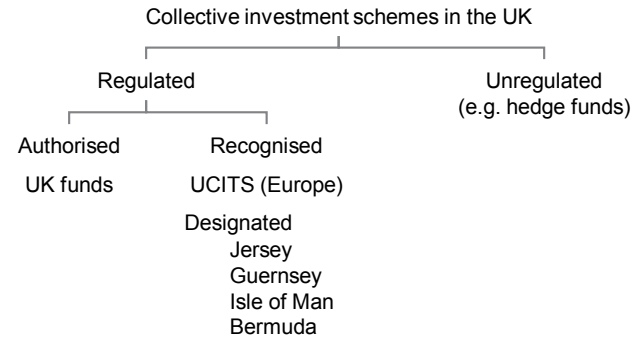 Collective investment schemes in the UK
Regulated
Unregulated
(e.g. hedge funds)
Authorised
Recognised
UK funds
UCITS (Europe)
Designated
Jersey
Guernsey
Isle of Man
Bermuda